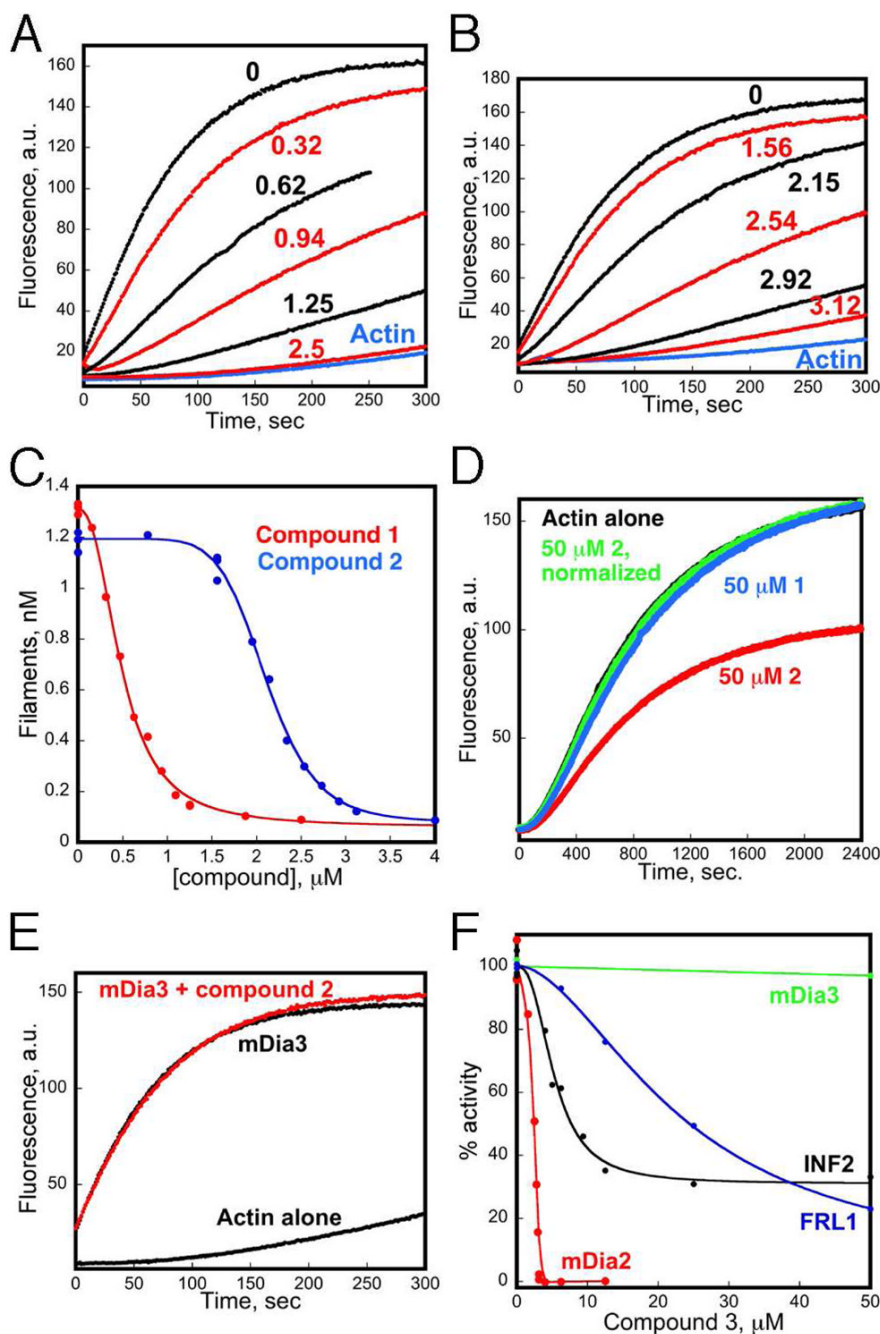 A
160
140
120
100
80
60
40
20
0
0.32
0.62
0.94
1.25
Actin
2.5
0 50 100 150 200 250 300
Time, sec
Fluorescence, a.u.
B
180
160
140
120
100
80
60
40
20
0
1.56
2.15
2.54
2.92
3.12
Actin
0 50 100 150 200 250 300
Time, sec
Fluorescence, a.u.
C
1.4
1.2
1
0.8
0.6
0.4
0.2
0
Compound 1
Compound 2
0 0.5 1 1.5 2 2.5 3 3.5 4
[compound], μM
Filaments, nM
D
150
100
50
Actin alone
50 μM 2,
normalized
50 μM 1
50 μM 2
0 400 800 1200 1600 2000 2400
Time, sec.
Fluorescence, a.u.
E
150
100
50
mDia3 + compound 2
mDia3
Actin alone
0 50 100 150 200 250 300
Time, sec
Fluorescence, a.u.
F
100
80
60
40
20
0
mDia3
INF2
FRL1
mDia2
0 10 20 30 40 50
Compound 3, μM
% activity